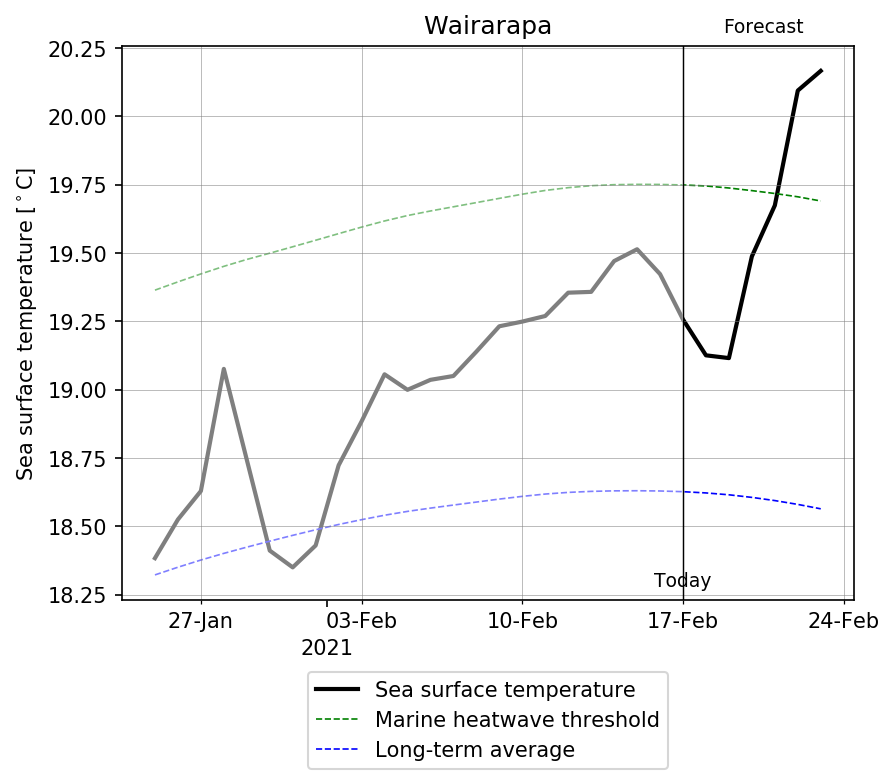 Wairarapa
Forecast
Sea surface temperature [°C]
20.25
20.00
19.75
19.50
19.25
19.00
18.75
18.50
18.25
Today
27-Jan 03-Feb 10-Feb 17-Feb 24-Feb
2021
Sea surface temperature
Marine heatwave threshold
Long-term average